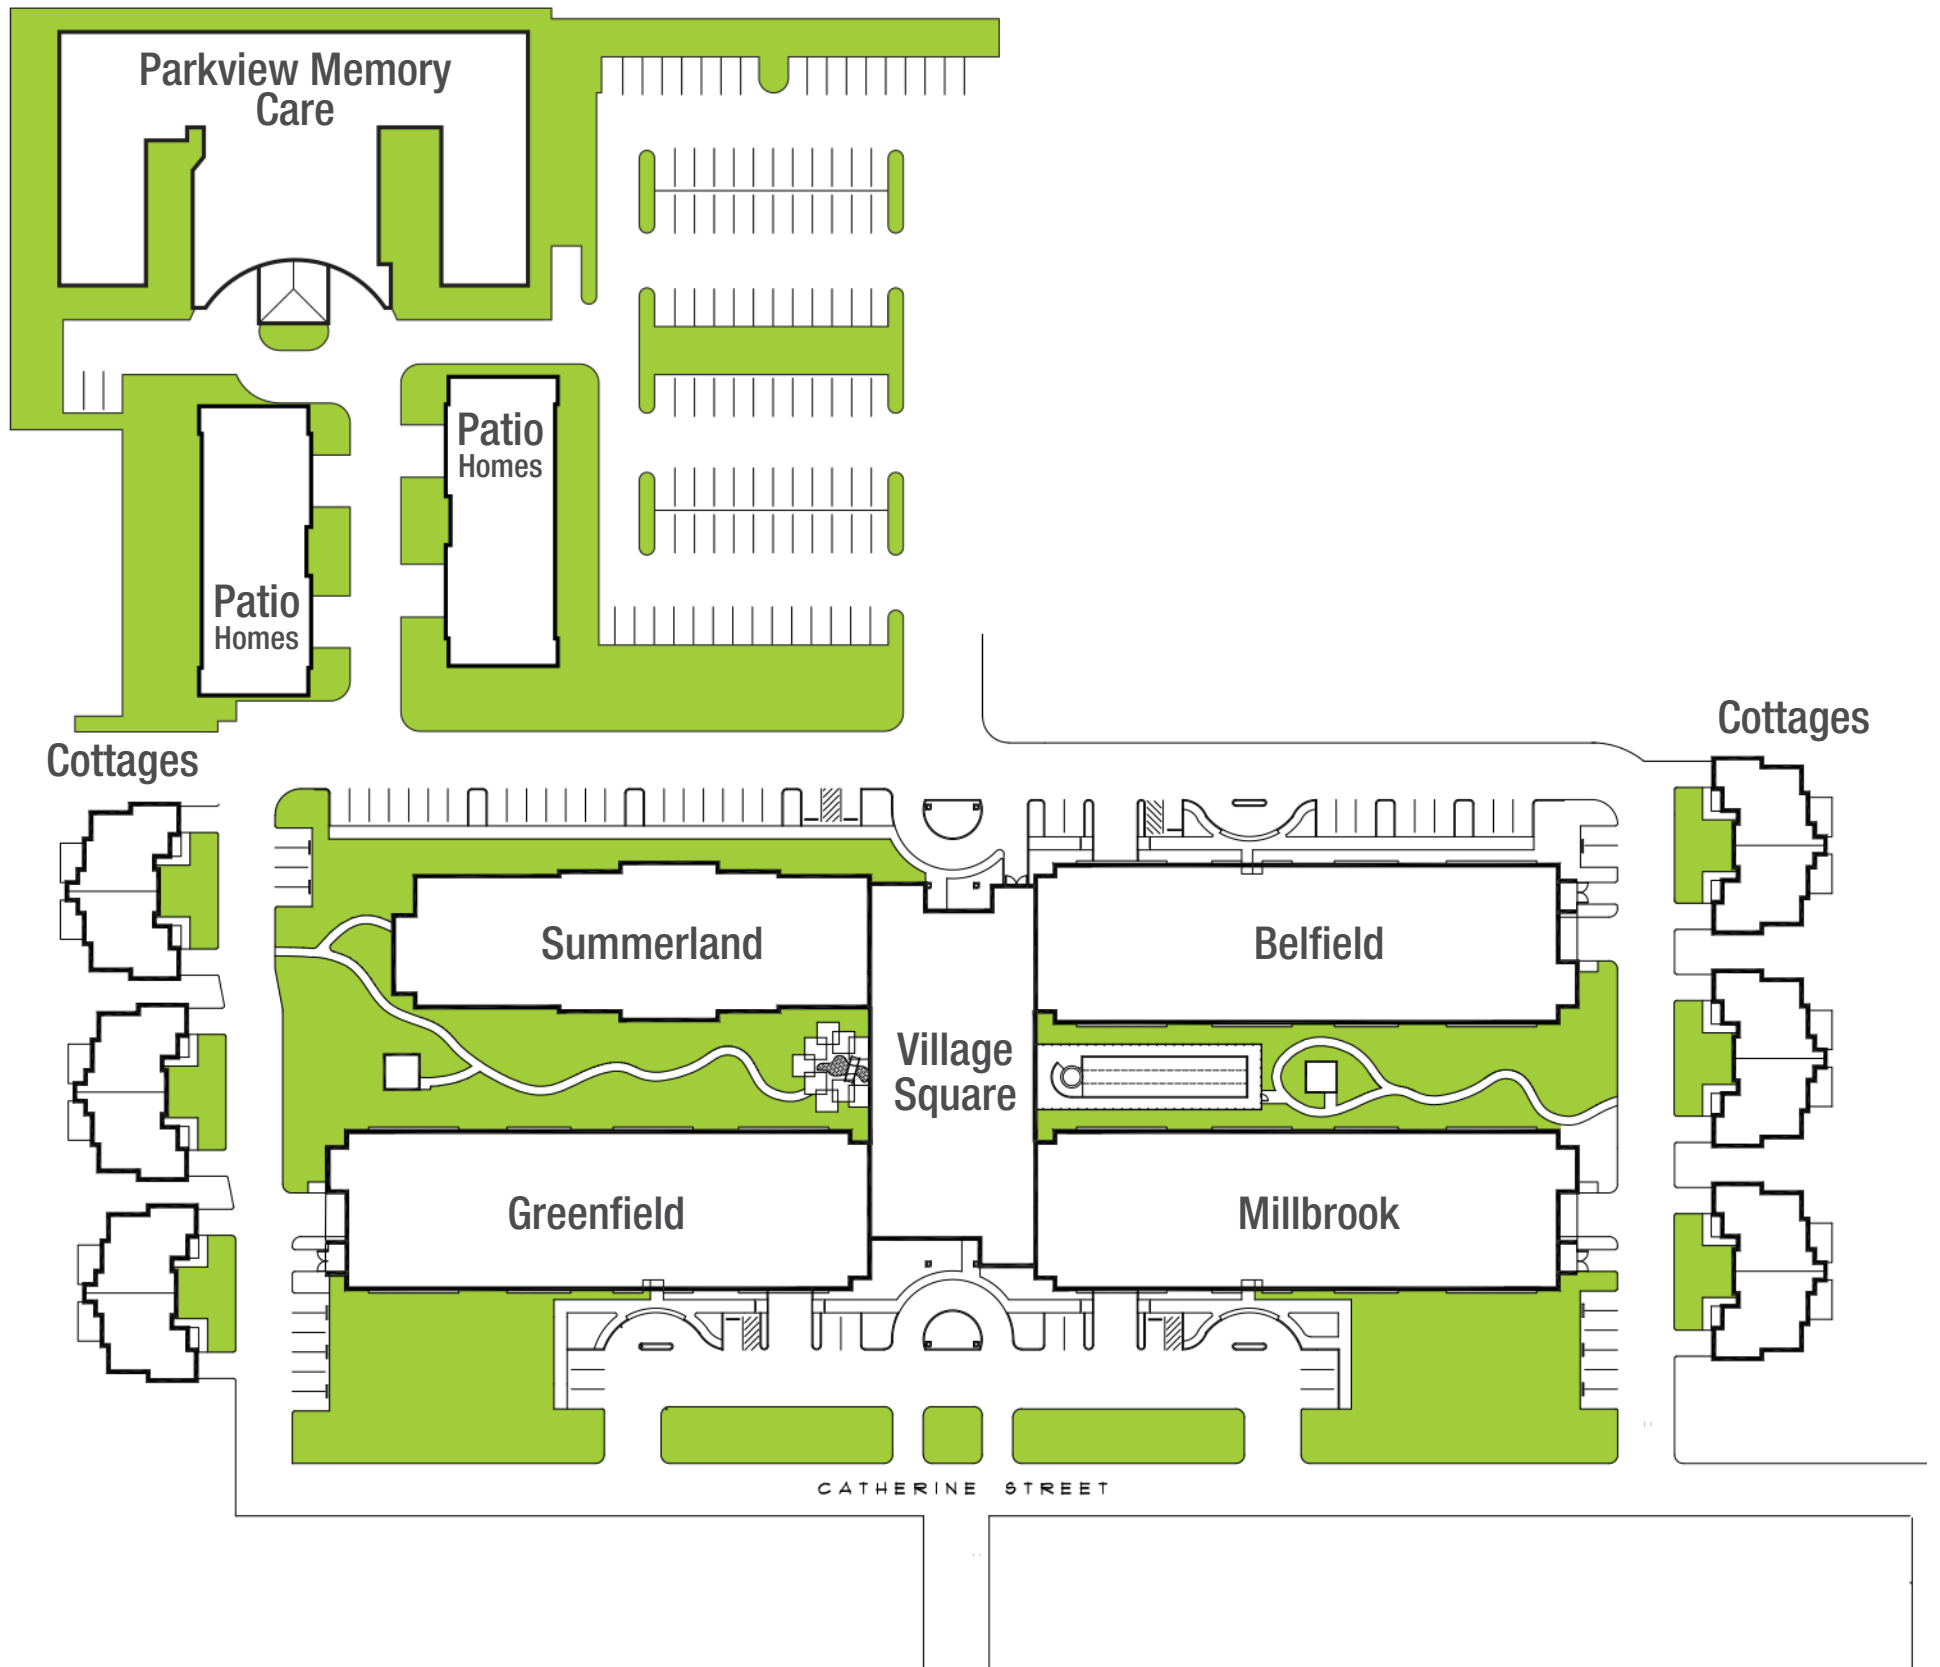 Parkview Memory
Care
Patio
Homes
Patio
Homes
Cottages
Cottages
Summerland
Belfield
Village
Square
Greenfield
Millbrook
CATHERINE STREET